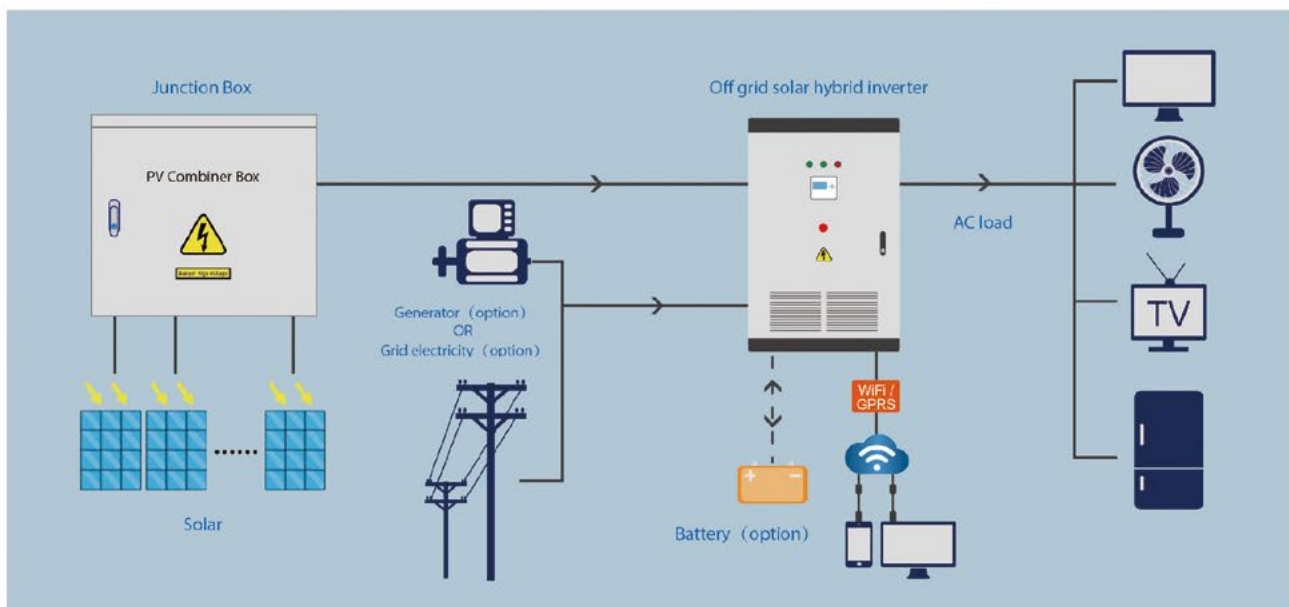 Junction Box
Off grid solar hybrid inverter
PV Combiner Box
AC load
Generator（option）
OR
Grid electricity（option）
TV
WiFi /
GPRS
Solar
Battery（option）